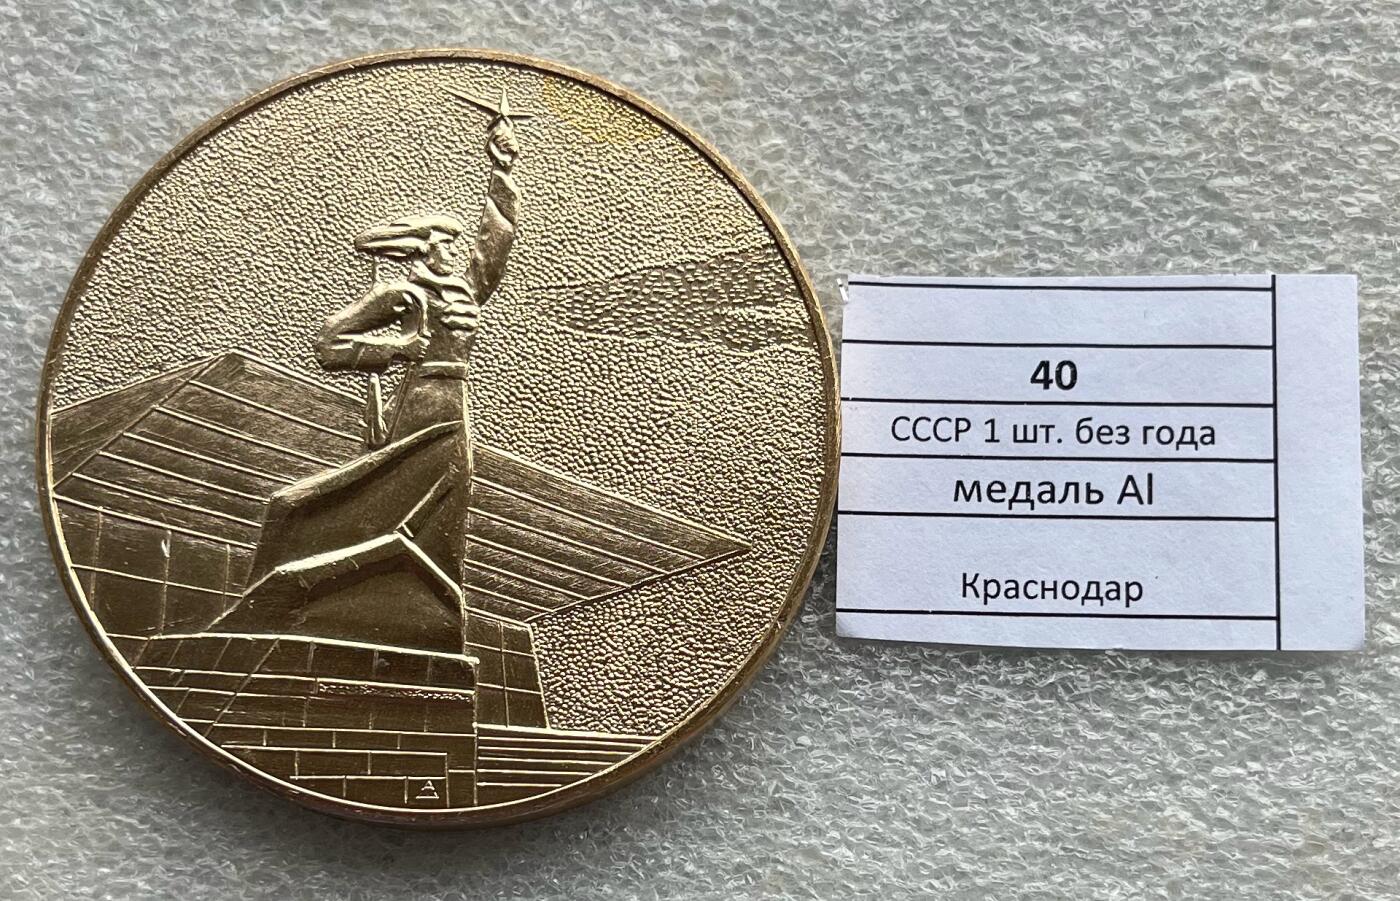 40
СССР 1 шт. без года
медаль Al
Краснодар